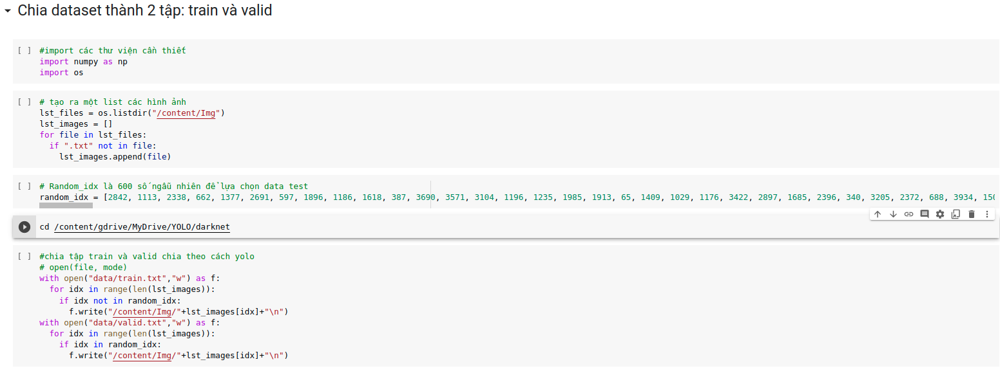 Chia dataset thành 2 tập: train và valid
[ ] #import các thư viện cần thiết
import numpy as np
import os
[ ] # tạo ra một list các hình ảnh
lst_files = os.listdir("/content/Img")
lst_images = []
for file in lst_files:
  if ".txt" not in file:
    lst_images.append(file)
[ ] # Random_idx là 600 số ngẫu nhiên để lựa chọn data test
random_idx = [2842, 1113, 2338, 662, 1377, 2691, 597, 1896, 1186, 1618, 387, 3690, 3571, 3104, 1196, 1235, 1985, 1913, 65, 1409, 1029, 1176, 3422, 2897, 1685, 2396, 340, 3205, 2372, 688, 3934, 150
cd /content/gdrive/MyDrive/YOLO/darknet
[ ] #chia tập train và valid chia theo cách yolo
# open(file, mode)
with open("data/train.txt","w") as f:
  for idx in range(len(lst_images)):
    if idx not in random_idx:
      f.write("/content/Img/"+lst_images[idx]+"\n")
with open("data/valid.txt","w") as f:
  for idx in range(len(lst_images)):
    if idx in random_idx:
      f.write("/content/Img/"+lst_images[idx]+"\n")